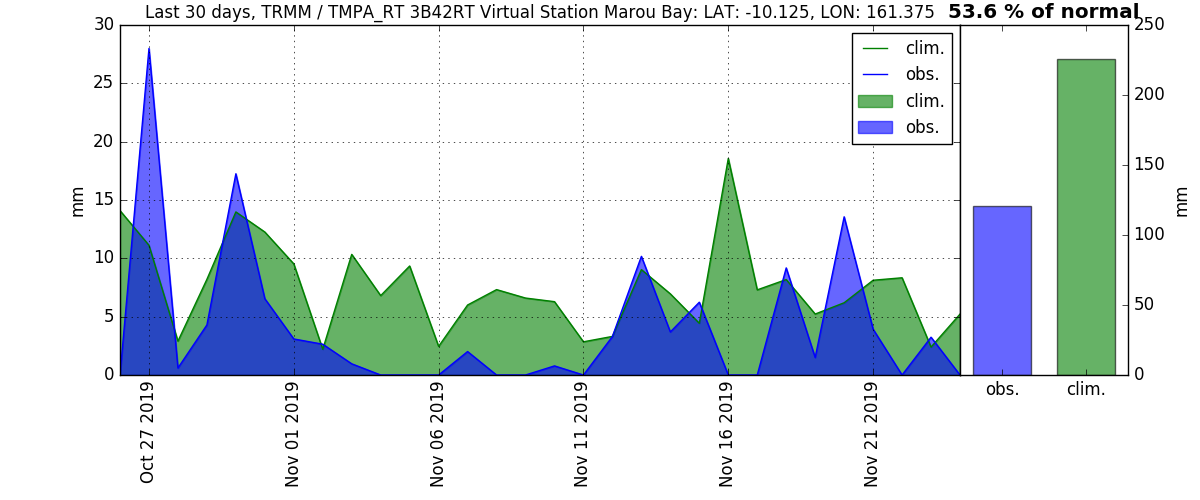 Last 30 days, TRMM / TMPA_RT 3B42RT Virtual Station Marou Bay: LAT: -10.125, LON: 161.375
53.6 % of normal
30
25
20
15
10
5
0
mm
clim.
obs.
clim.
obs.
Oct 27 2019
Nov 01 2019
Nov 06 2019
Nov 11 2019
Nov 16 2019
Nov 21 2019
250
200
150
100
50
0
mm
obs.
clim.